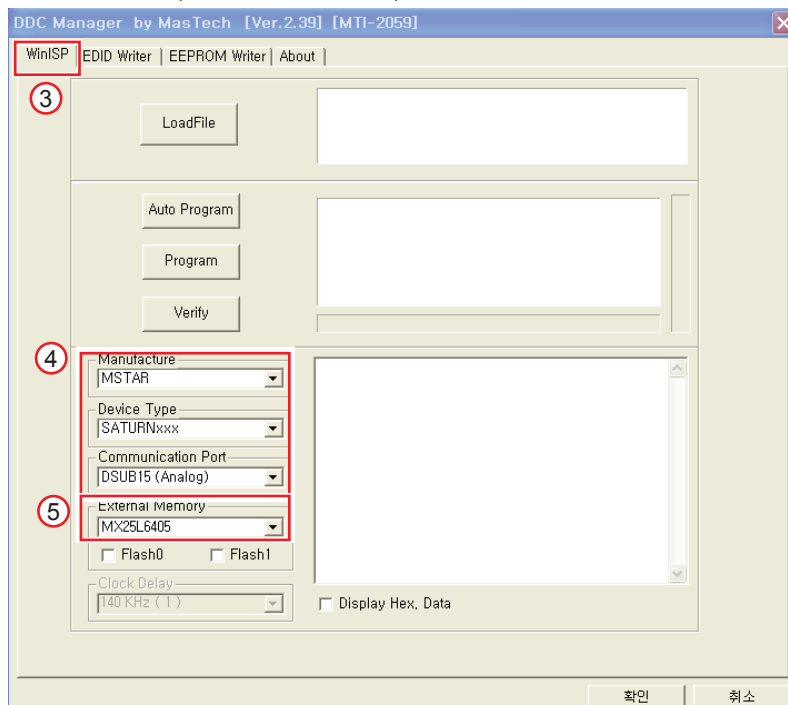 DDC Manager by MasTech [Ver.2.39] [MTI-2059]
WinISP EDID Writer EEPROM Writer About
③
LoadFile
Auto Program
Program
Verify
④
Manufacture
MSTAR
Device Type
SATURNxxx
Communication Port
DSUB15 (Analog)
⑤
External Memory
MX25L6405
Flash0 Flash1
Clock Delay
140 KHz ( 1 )
Display Hex, Data
확인 취소